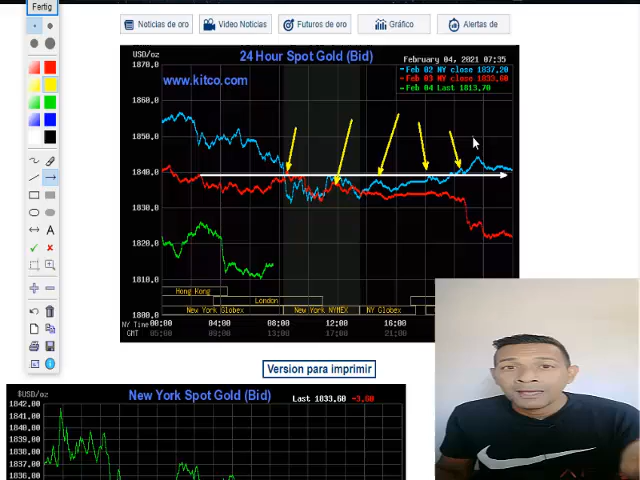 Fertig
Noticias de oro
Video Noticias
Futuros de oro
Gráfico
Alertas de
USD/oz
24 Hour Spot Gold (Bid)
February 04, 2021 07:35
www.kitco.com
Feb 02 NY close 1837,20
Feb 03 NY close 1833,60
Feb 04 Last 1813,70
1870,0
1860,0
1850,0
1840,0
1830,0
1820,0
1810,0
1800,0
Hong Kong
London
New York Globex
New York NYMEX
NY Globex
NY Time
00:00
04:00
08:00
12:00
16:00
20:00
GMT
05:00
09:00
13:00
17:00
21:00
Version para imprimir
$USD/oz
New York Spot Gold (Bid)
Last 1833,60 -3,60
1842,00
1841,00
1840,00
1839,00
1838,00
1837,00
1836,00